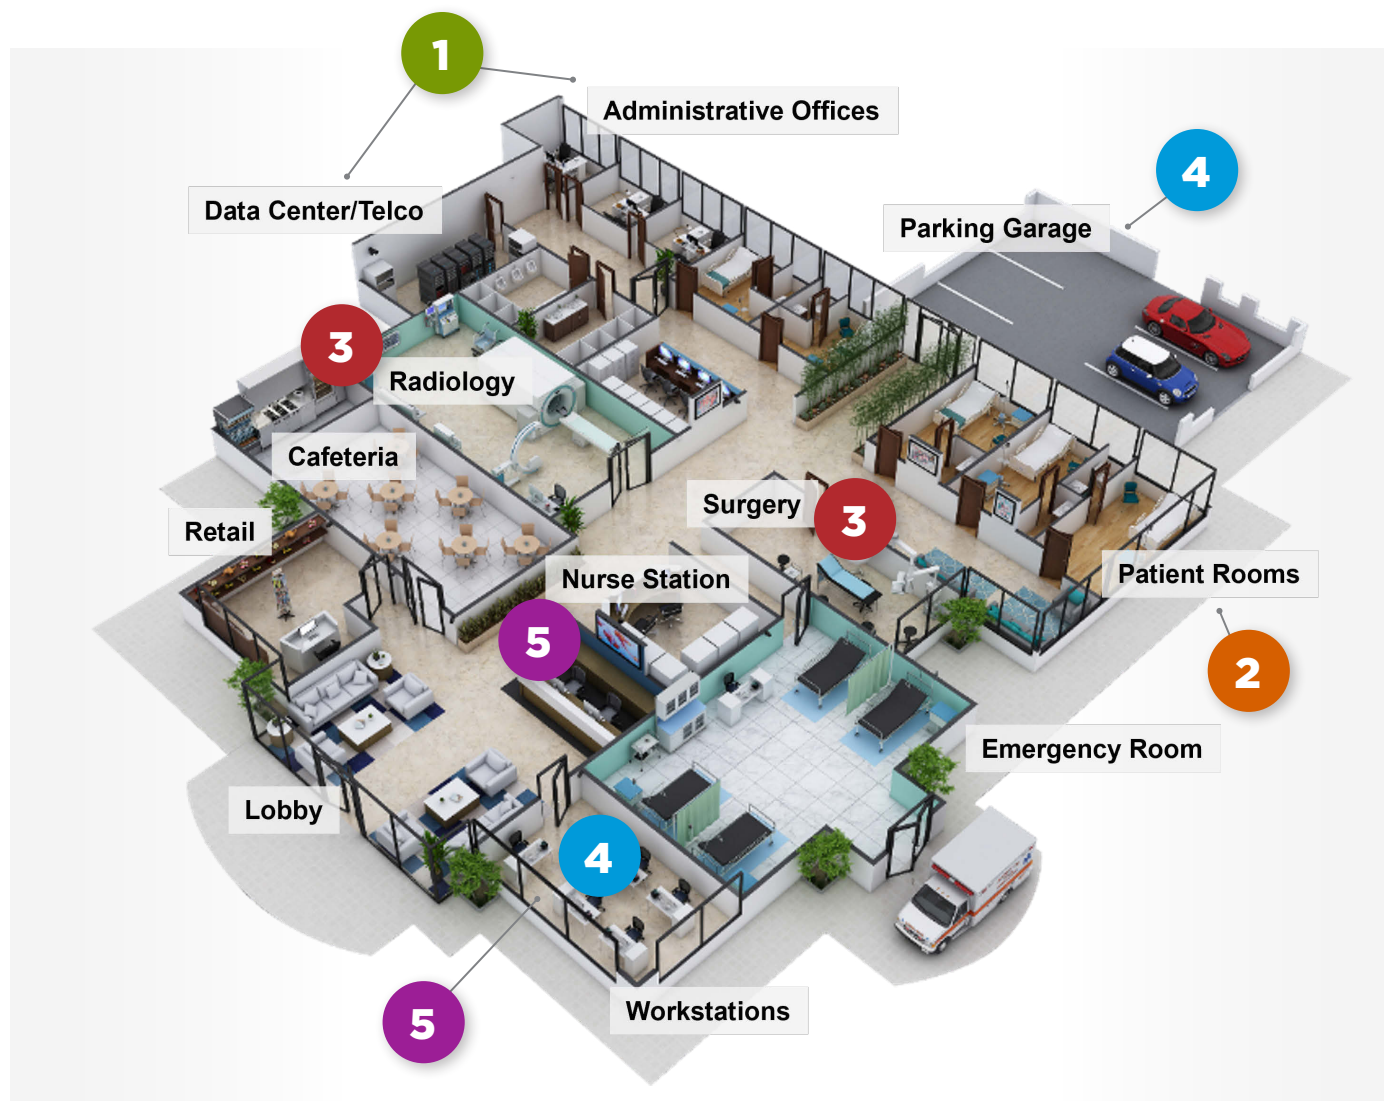 1
Administrative Offices
4
Data Center/Telco
Parking Garage
3
Radiology
Cafeteria
Surgery
3
Retail
Nurse Station
Patient Rooms
5
2
Emergency Room
Lobby
4
5
Workstations